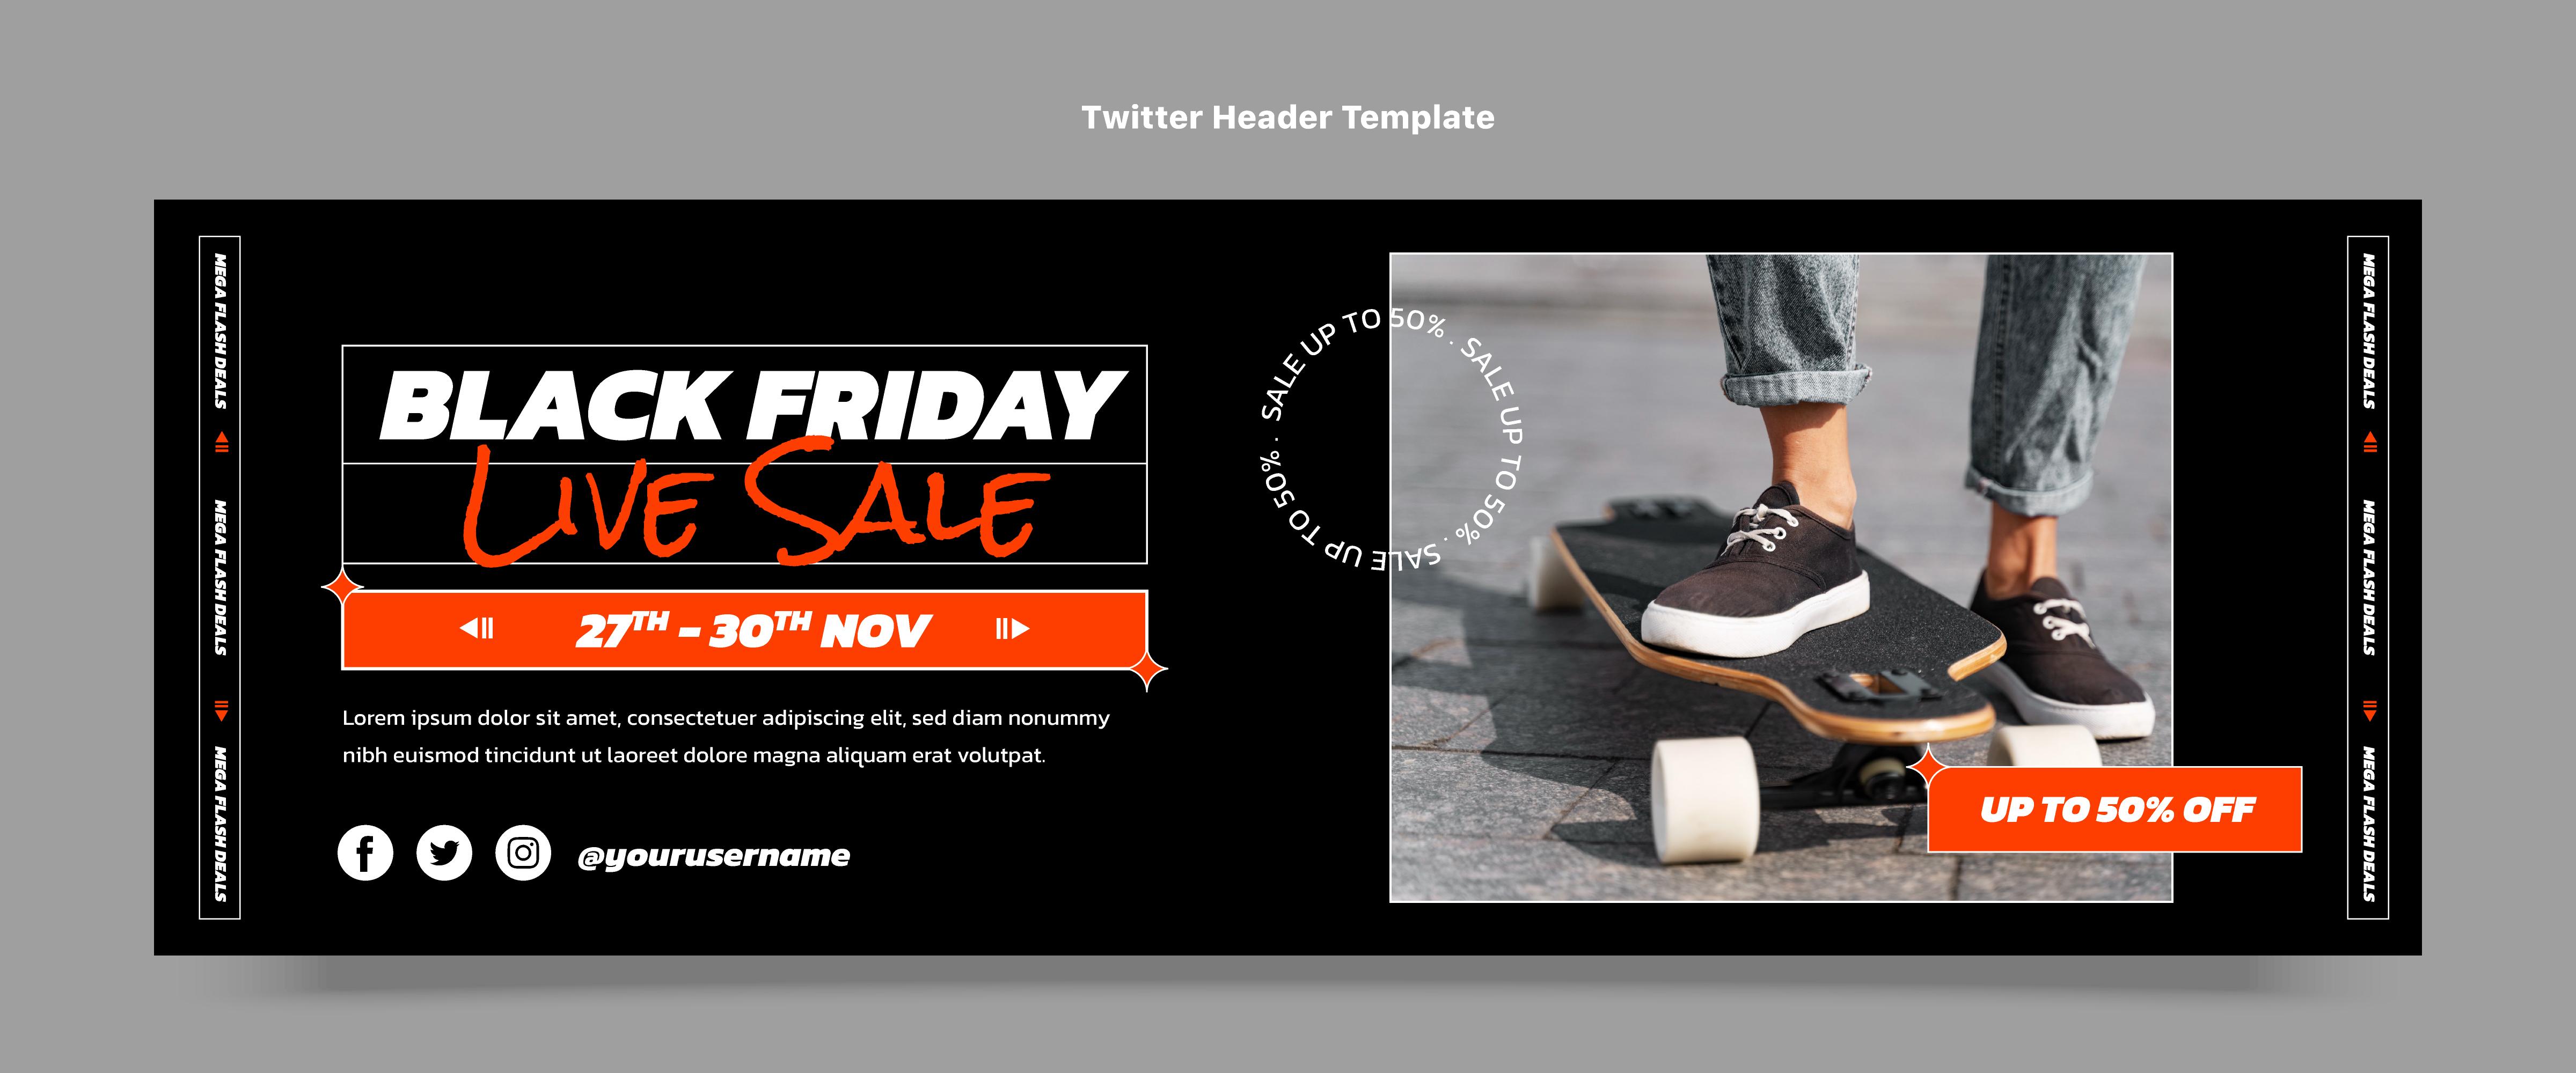 Twitter Header Template
MEGA FLASH DEALS
MEGA FLASH DEALS
MEGA FLASH DEALS
BLACK FRIDAY
LIVE SALE
27TH - 30TH NOV
Lorem ipsum dolor sit amet, consectetuer adipiscing elit, sed diam nonummy
nibh euismod tincidunt ut laoreet dolore magna aliquam erat volutpat.
@yourusername
SALE UP TO 50% . SALE UP TO 50% . SALE UP TO 50% .
UP TO 50% OFF
MEGA FLASH DEALS
MEGA FLASH DEALS
MEGA FLASH DEALS